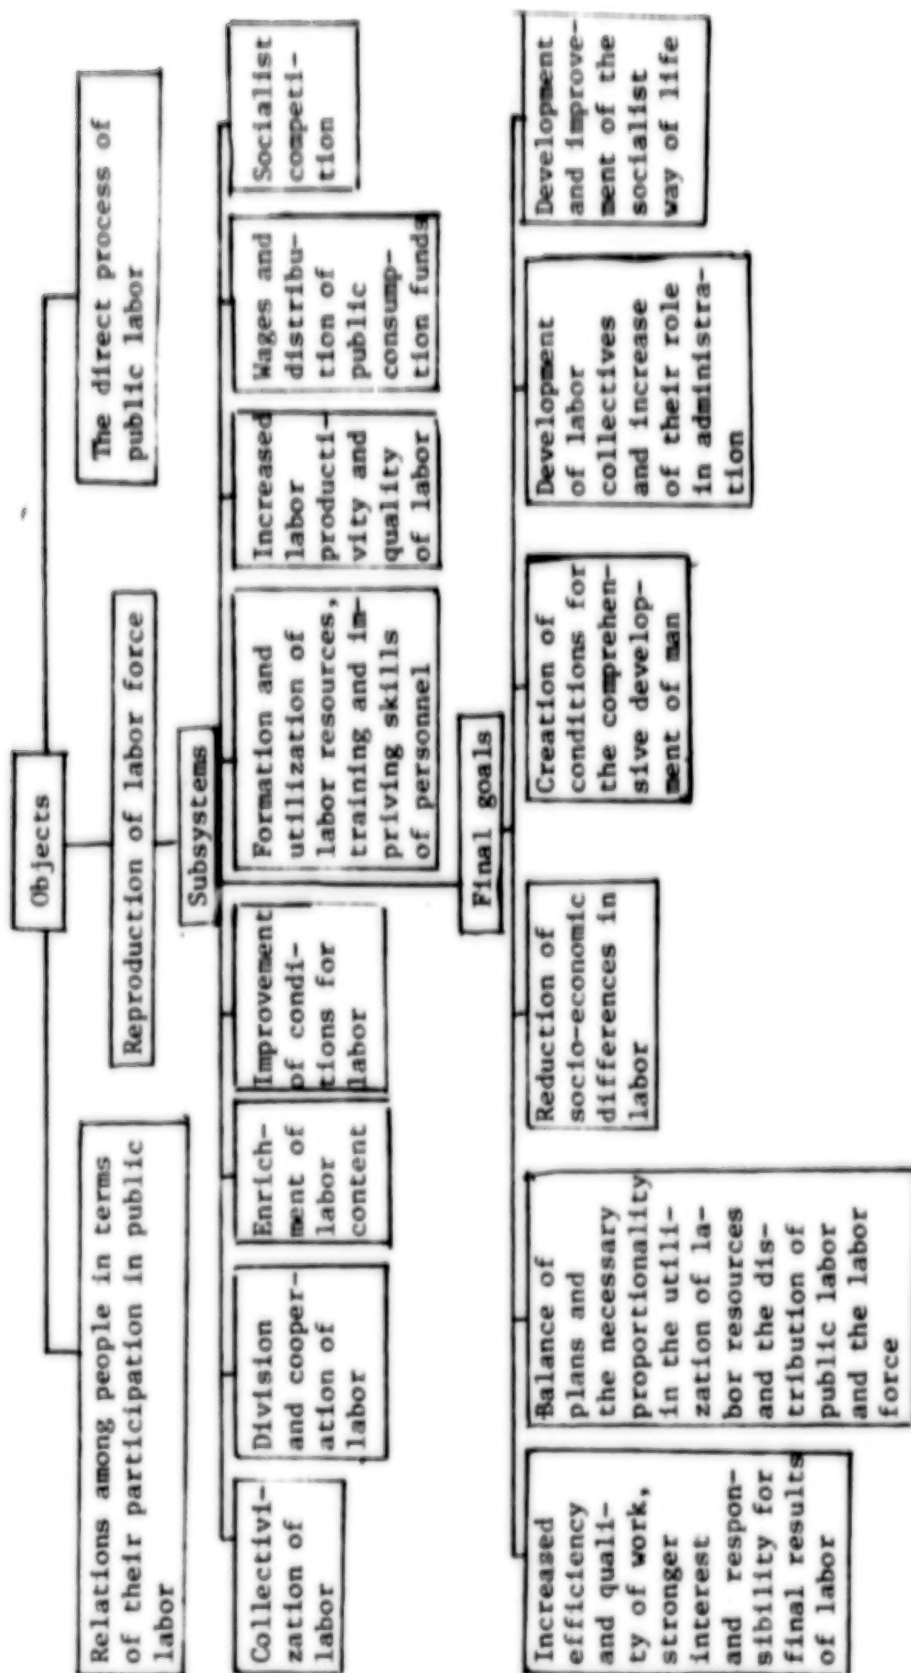 Objects
Relations among people in terms
of their participation in public
labor
Reproduction of labor force
The direct process of
public labor
Subsystems
Collectivi-
zation of
labor
Division
and cooper-
ation of
labor
Enrich-
ment of
labor
content
Improvement
of condi-
tions for
labor
Formation and
utilization of
labor resources,
training and im-
priving skills
of personnel
Increased
labor
producti-
vity and
quality
of labor
Wages and
distribu-
tion of
public
consump-
tion funds
Socialist
competi-
tion
Final goals
Increased
efficiency
and quali-
ty of work,
stronger
interest
and respon-
sibility for
final results
of labor
Balance of
plans and
the necessary
proportionality
in the utili-
zation of la-
bor resources
and the dis-
tribution of
public labor
and the labor
force
Reduction of
socio-economic
differences in
labor
Creation of
conditions for
the comprehen-
sive develop-
ment of man
Development
of labor
collectives
and increase
of their role
in administra-
tion
Development
and improve-
ment of the
socialist
way of life